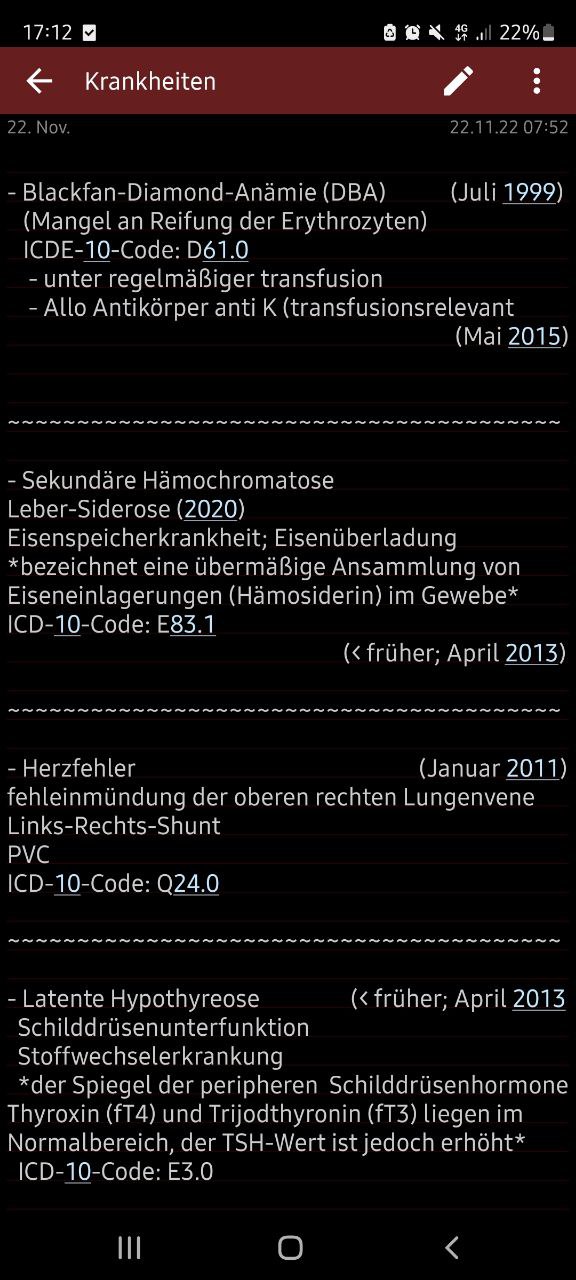 17:12 4G 22%
Krankheiten
22. Nov. 22.11.22 07:52
- Blackfan-Diamond-Anämie (DBA) (Juli 1999)
(Mangel an Reifung der Erythrozyten)
ICDE-10-Code: D61.0
- unter regelmäßiger transfusion
- Allo Antikörper anti K (transfusionsrelevant
(Mai 2015)
~~~~~~~~~~~~~~~~~~~~~~~~~~~~~~~~~~~~~~~~
- Sekundäre Hämochromatose
Leber-Siderose (2020)
Eisenspeicherkrankheit; Eisenüberladung
*bezeichnet eine übermäßige Ansammlung von
Eiseneinlagerungen (Hämosiderin) im Gewebe*
ICD-10-Code: E83.1
(< früher; April 2013)
~~~~~~~~~~~~~~~~~~~~~~~~~~~~~~~~~~~~~~~~
- Herzfehler (Januar 2011)
fehleinmündung der oberen rechten Lungenvene
Links-Rechts-Shunt
PVC
ICD-10-Code: Q24.0
~~~~~~~~~~~~~~~~~~~~~~~~~~~~~~~~~~~~~~~~
- Latente Hypothyreose (< früher; April 2013
Schilddrüsenunterfunktion
Stoffwechselerkrankung
*der Spiegel der peripheren Schilddrüsenhormone
Thyroxin (fT4) und Trijodthyronin (fT3) liegen im
Normalbereich, der TSH-Wert ist jedoch erhöht*
ICD-10-Code: E3.0